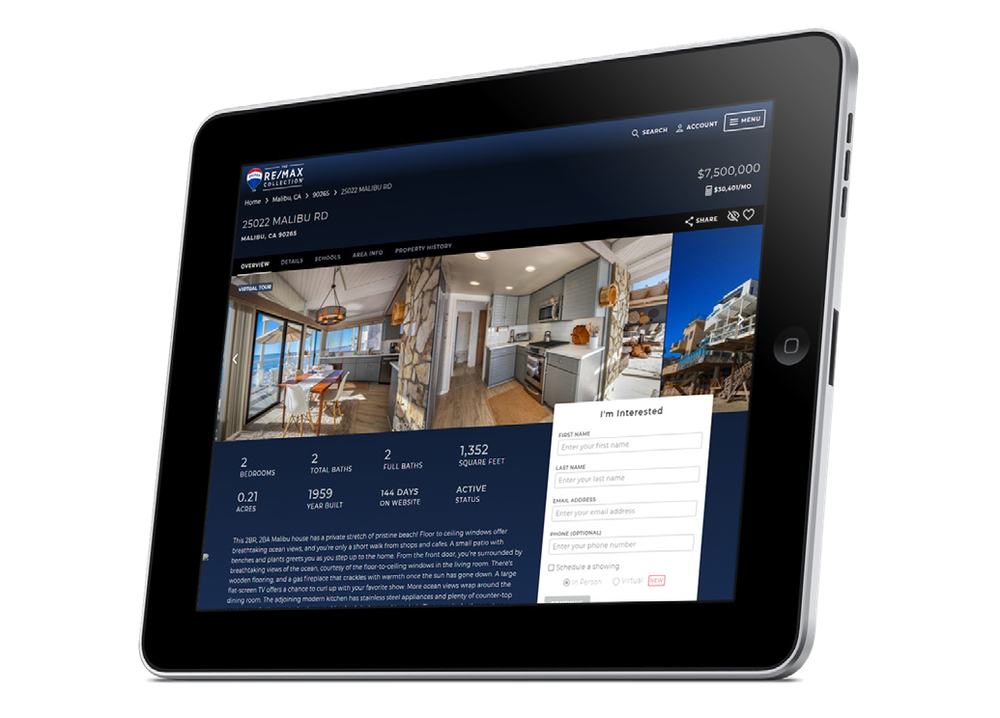 SEARCH
ACCOUNT
MENU
THE
RE/MAX
COLLECTION
Home > Malibu, CA > 90265 > 25022 MALIBU RD
$7,500,000
$30,401/MO
25022 MALIBU RD
MALIBU, CA 90265
SHARE
OVERVIEW DETAILS SCHOOLS AREA INFO PROPERTY HISTORY
VIRTUAL TOUR
2
BEDROOMS
2
TOTAL BATHS
2
FULL BATHS
1,352
SQUARE FEET
0.21
ACRES
1959
YEAR BUILT
144 DAYS
ON WEBSITE
ACTIVE
STATUS
This 2BR, 2BA Malibu house has a private stretch of pristine beach! Floor to ceiling windows offer
breathtaking ocean views, and you're only a short walk from shops and cafes. A small patio with
benches and plants greets you as you step up to the home. From the front door, you're surrounded by
breathtaking views of the ocean, courtesy of the floor-to-ceiling windows in the living room. There's
wooden flooring, and a gas fireplace that crackles with warmth once the sun has gone down. A large
flat-screen TV offers a chance to curl up with your favorite show. More ocean views wrap around the
dining room. The adjoining modern kitchen has stainless steel appliances and plenty of counter-top
I'm Interested
FIRST NAME
Enter your first name
LAST NAME
Enter your last name
EMAIL ADDRESS
Enter your email address
PHONE (OPTIONAL)
Enter your phone number
Schedule a showing
In Person
Virtual
NEW